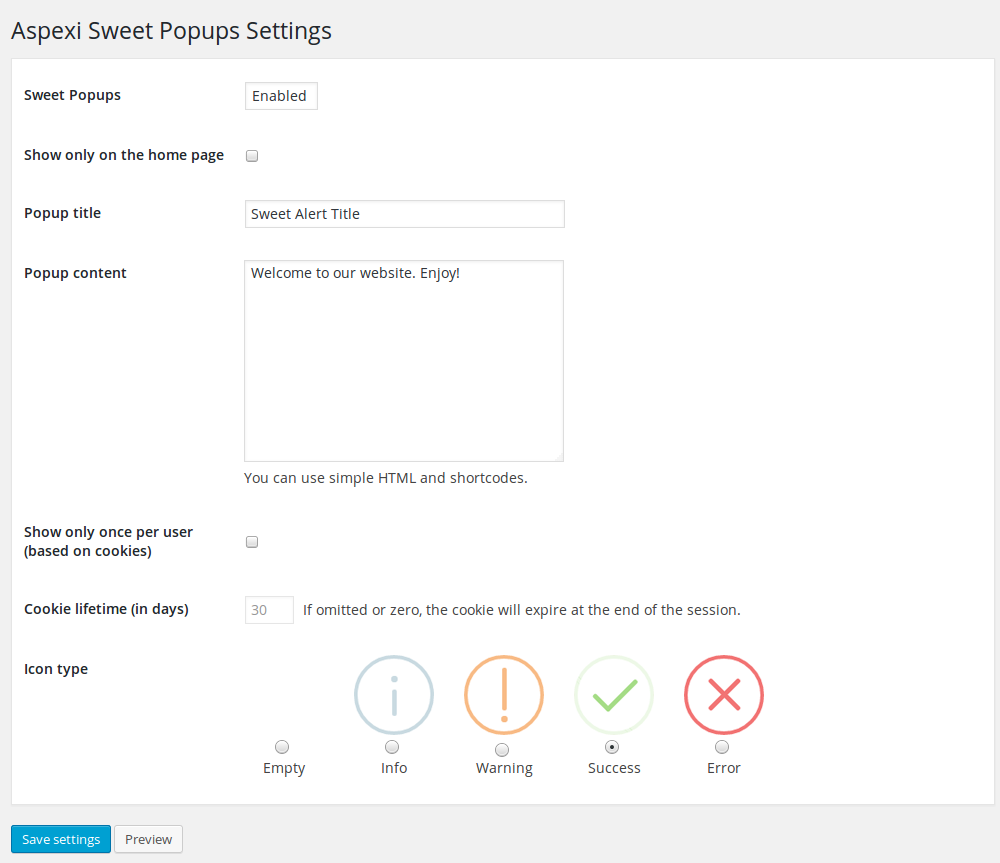 Aspexi Sweet Popups Settings
Sweet Popups
Enabled
Show only on the home page
Popup title
Sweet Alert Title
Popup content
Welcome to our website. Enjoy!
You can use simple HTML and shortcodes.
Show only once per user
(based on cookies)
Cookie lifetime (in days)
30
If omitted or zero, the cookie will expire at the end of the session.
Icon type
Empty
Info
Warning
Success
Error
Save settings
Preview